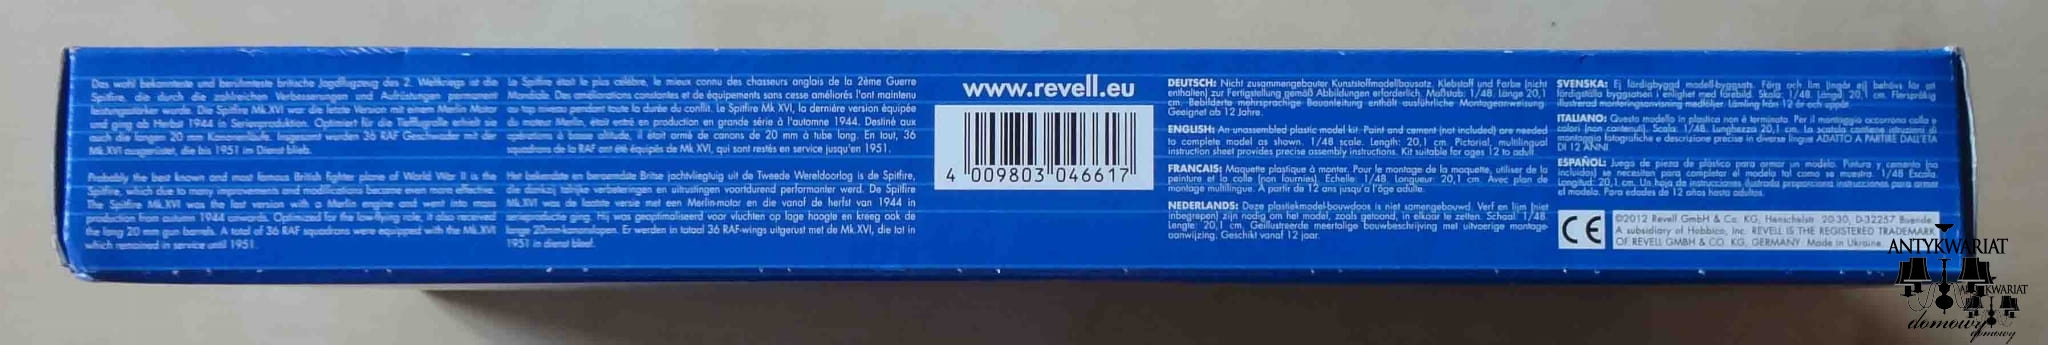 Das wohl bekannteste und berühmteste britische Jagdflugzeug des 2. Weltkriegs ist die
Spitfire, die durch die zahlreichen Verbesserungen und Aufrüstungen permanent
leistungsstärker wurde. Die Spitfire Mk.XVI war die letzte Version mit einem Merlin Motor
und ging ab Herbst 1944 in Serienproduktion. Optimiert für die Tiefflugrolle erhielt sie
die langen 20 mm Kanonen. Insgesamt wurden 36 RAF Geschwader mit der
Mk.XVI ausgerüstet, die bis 1951 im Dienst blieb.
Probably the best known and most famous British fighter plane of World War II is the
Spitfire, which due to many improvements and modifications became even more effective.
The Spitfire Mk.XVI was the last version with a Merlin engine and went into mass
production from autumn 1944 onwards. Optimized for the low-flying role, it also received
the long 20 mm gun barrels. A total of 36 RAF squadrons were equipped with the Mk.XVI
which remained in service until 1951.
Le Spitfire était le plus célèbre, le mieux connu des chasseurs anglais de la 2ème Guerre
Mondiale. Des améliorations constantes et de équipements sans cesse améliorés l'ont maintenu
au top niveau pendant toute la durée du conflit. Le Spitfire Mk XVI, la dernière version équipée
du moteur Merlin, était entré en production en grande série à l'automne 1944. Destiné aux
opérations à basse altitude, il était armé de canons de 20 mm à tube long. En tout, 36
squadrons de la RAF ont été équipés de Mk XVI, qui sont restés en service jusqu'en 1951.
Het bekendste en beroemdste Britse jachtvliegtuig uit de Tweede Wereldoorlog is de Spitfire,
die dankzij talrijke verbeteringen en uitrustingen voortdurend performanter werd. De Spitfire
Mk.XVI was de laatste versie met een Merlin-motor en die vanaf de herfst van 1944 in
serieproductie ging. Hij was geoptimaliseerd voor vluchten op lage hoogte en kreeg ook de
lange 20mm-kanonslopen. Er werden in totaal 36 RAF-wings uitgerust met de Mk.XVI, die tot in
1951 in dienst bleef.
www.revell.eu
4 009803 046617
DEUTSCH: Nicht zusammengebauter Kunststoffmodellbausatz. Klebstoff und Farbe (nicht
enthalten) zur Fertigstellung gemäß Abbildungen erforderlich. Maßstab: 1/48. Länge 20,1
cm. Bebilderte mehrsprachige Bauanleitung enthält ausführliche Montageanweisung.
Geeignet ab 12 Jahre.
ENGLISH: An unassembled plastic model kit. Paint and cement (not included) are needed
to complete model as shown. 1/48 scale. Length: 20,1 cm. Pictorial, multilingual
instruction sheet provides precise assembly instructions. Kit suitable for ages 12 to adult.
FRANCAIS: Maquette plastique à monter. Pour le montage de la maquette, utiliser de la
peinture et la colle (non fournies). Echelle: 1/48. Longueur: 20,1 cm. Avec plan de
montage multilingue. A partir de 12 ans jusqu'a l'âge adulte.
NEDERLANDS: Deze plastiekmodel-bouwdoos is niet samengebouwd. Verf en lijm (niet
inbegrepen) zijn nodig om het model, zoals getoond, in elkaar te zetten. Schaal: 1/48.
Lengte: 20,1 cm. Geïllustreerde meertalige bouwbeschrijving met uitvoerige montage-
aanwijzing. Geschikt vanaf 12 jaar.
SVENSKA: Ej färdigbyggd modell-byggsats. Färg och lim (ingår ej) behövs för att
färdigställa byggsatsen i enlighet med förebild. Skala: 1/48. Längd: 20,1 cm. Flerspråkig
illustrerad monteringsanvisning medföljer. Lämling från 12 år och uppåt.
ITALIANO: Questo modello in plastica non è terminato. Per il montaggio occorrono colla e
colori (non contenuti). Scala: 1/48. Lunghezza 20,1 cm. La scatola contiene istruzioni di
montaggio fotografiche e descrizione precise in diverse lingue ADATTO A PARTIRE DALL'ETA
DI 12 ANNI.
ESPAÑOL: Juego de pieza de plástico para armar un modelo. Pintura y cemento (no
incluidos) se necesitan para completar el modelo tal como se muestra. 1/48 Escala.
Longitud: 20,1 cm. Un hoja de instrucciones ilustrada proporciona instrucciones para armar
el modelo. Para edades de 12 años hasta adultos.
CE
©2012 Revell GmbH & Co. KG, Henschelstr. 20-30, D-32257 Buende.
A subsidiary of Hobbico, Inc. REVELL IS THE REGISTERED TRADEMARK
OF REVELL GMBH & CO. KG, GERMANY. Made in Ukraine.
ANTYKWARIAT
domowy
ANTYKWARIAT
domowy